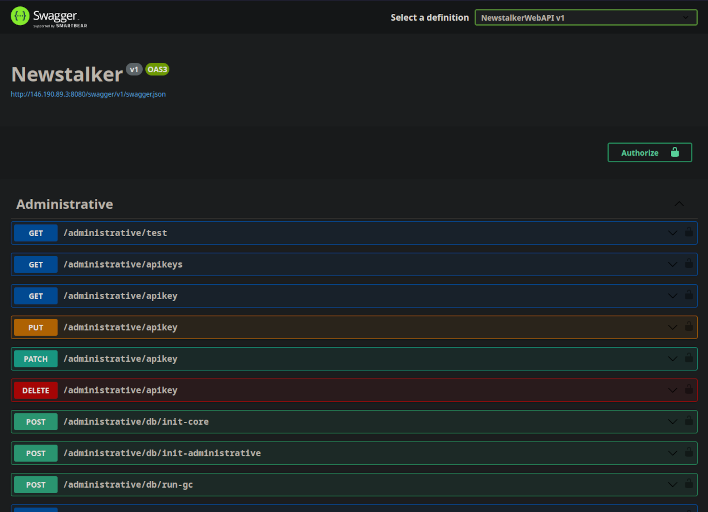 Swagger
Supported by SMARTBEAR
Select a definition
NewstalkerWebAPI v1
Newstalker v1 OAS3
http://146.190.89.3:8080/swagger/v1/swagger.json
Authorize
Administrative
GET /administrative/test
GET /administrative/apikeys
GET /administrative/apikey
PUT /administrative/apikey
PATCH /administrative/apikey
DELETE /administrative/apikey
POST /administrative/db/init-core
POST /administrative/db/init-administrative
POST /administrative/db/run-gc